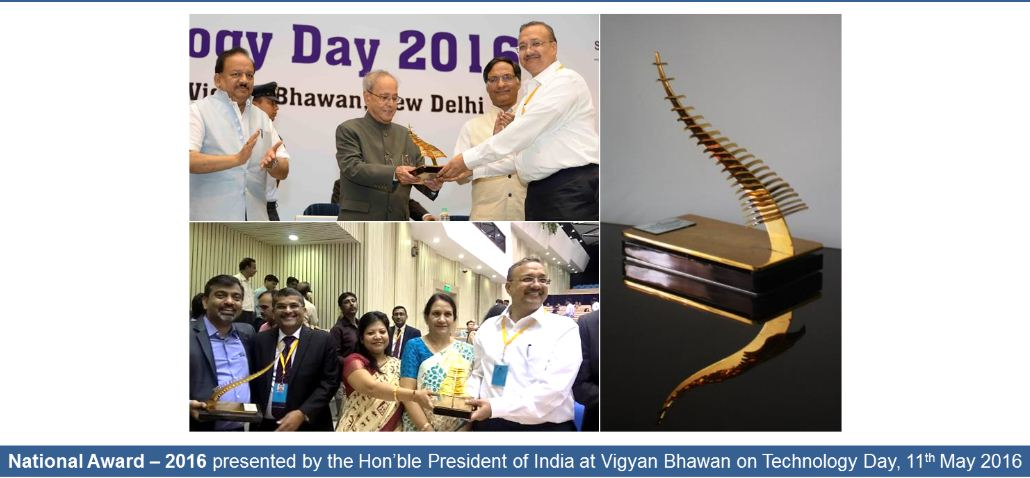 ogy Day 2016
Bhawan, New Delhi
National Award – 2016 presented by the Hon’ble President of India at Vigyan Bhawan on Technology Day, 11th May 2016